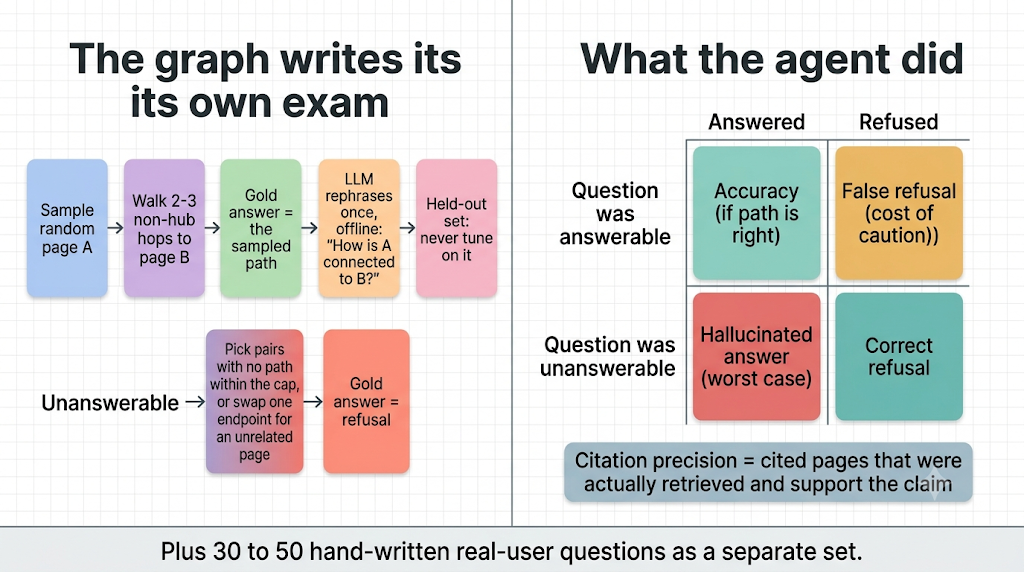 The graph writes its
its own exam
Sample
random
page A
Walk 2-3
non-hub
hops to
page B
Gold
answer =
the
sampled
path
LLM
rephrases
once,
offline:
"How is A
connected
to B?"
Held-out
set:
never tune
on it
Unanswerable
Pick pairs
with no path
within the cap,
or swap one
endpoint for
an unrelated
page
Gold
answer =
refusal
What the agent did
Answered
Refused
Question
was
answerable
Accuracy
(if path is
right)
False refusal
(cost of
caution))
Question was
unanswerable
Hallucinated
answer
(worst case)
Correct
refusal
Citation precision = cited pages that were
actually retrieved and support the claim
Plus 30 to 50 hand-written real-user questions as a separate set.